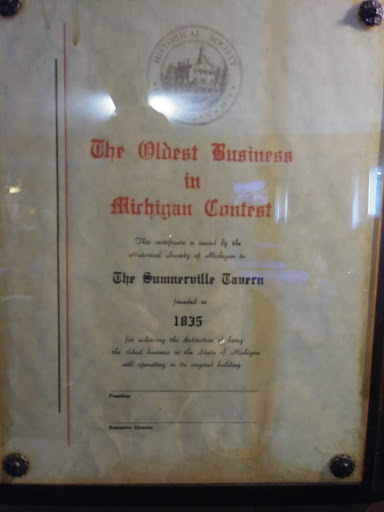 HISTORICAL SOCIETY
MICHIGAN
The Oldest Business
in
Michigan Contest
This certificate is issued by the
Historical Society of Michigan to
The Sumnerville Tavern
founded in
1835
for achieving the distinction of being
the oldest business in the State of Michigan
still operating in its original building.
President
Executive Director